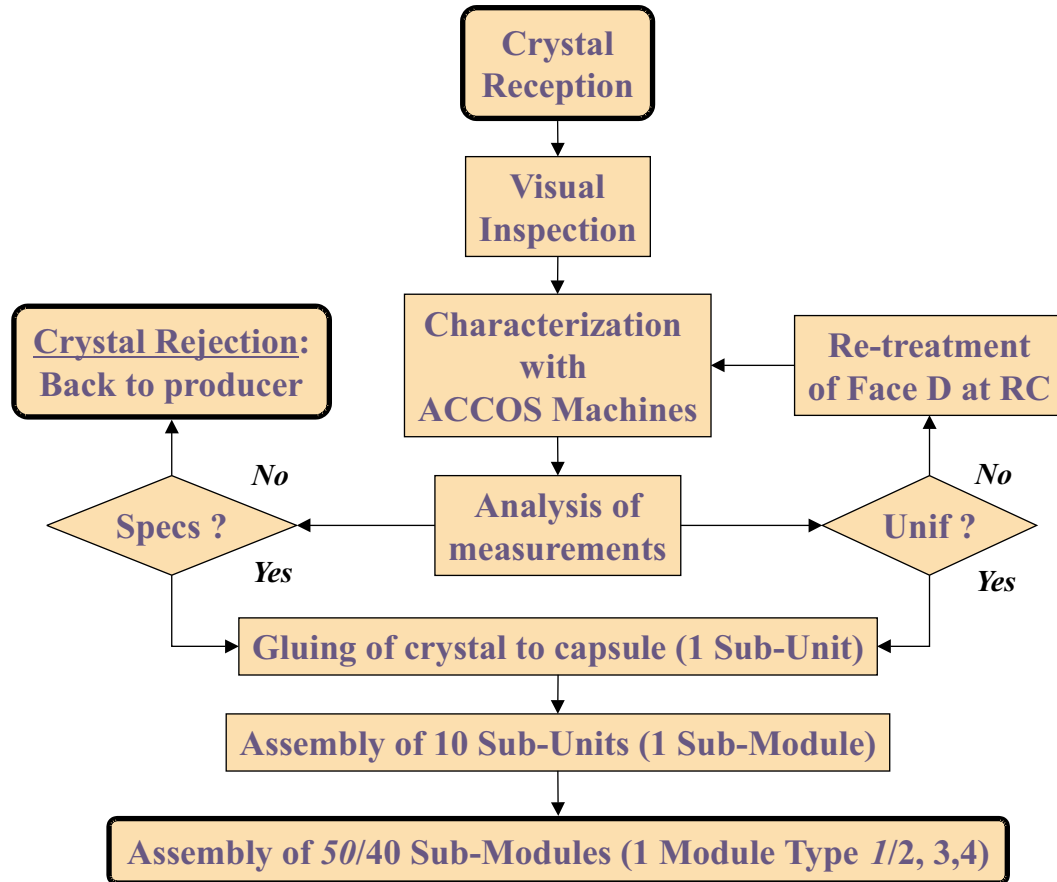 Crystal
Reception
Visual
Inspection
Characterization
with
ACCOS Machines
Crystal Rejection:
Back to producer
Re-treatment
of Face D at RC
No
No
Specs ?
Analysis of
measurements
Unif ?
Yes
Yes
Gluing of crystal to capsule (1 Sub-Unit)
Assembly of 10 Sub-Units (1 Sub-Module)
Assembly of 50/40 Sub-Modules (1 Module Type 1/2, 3,4)